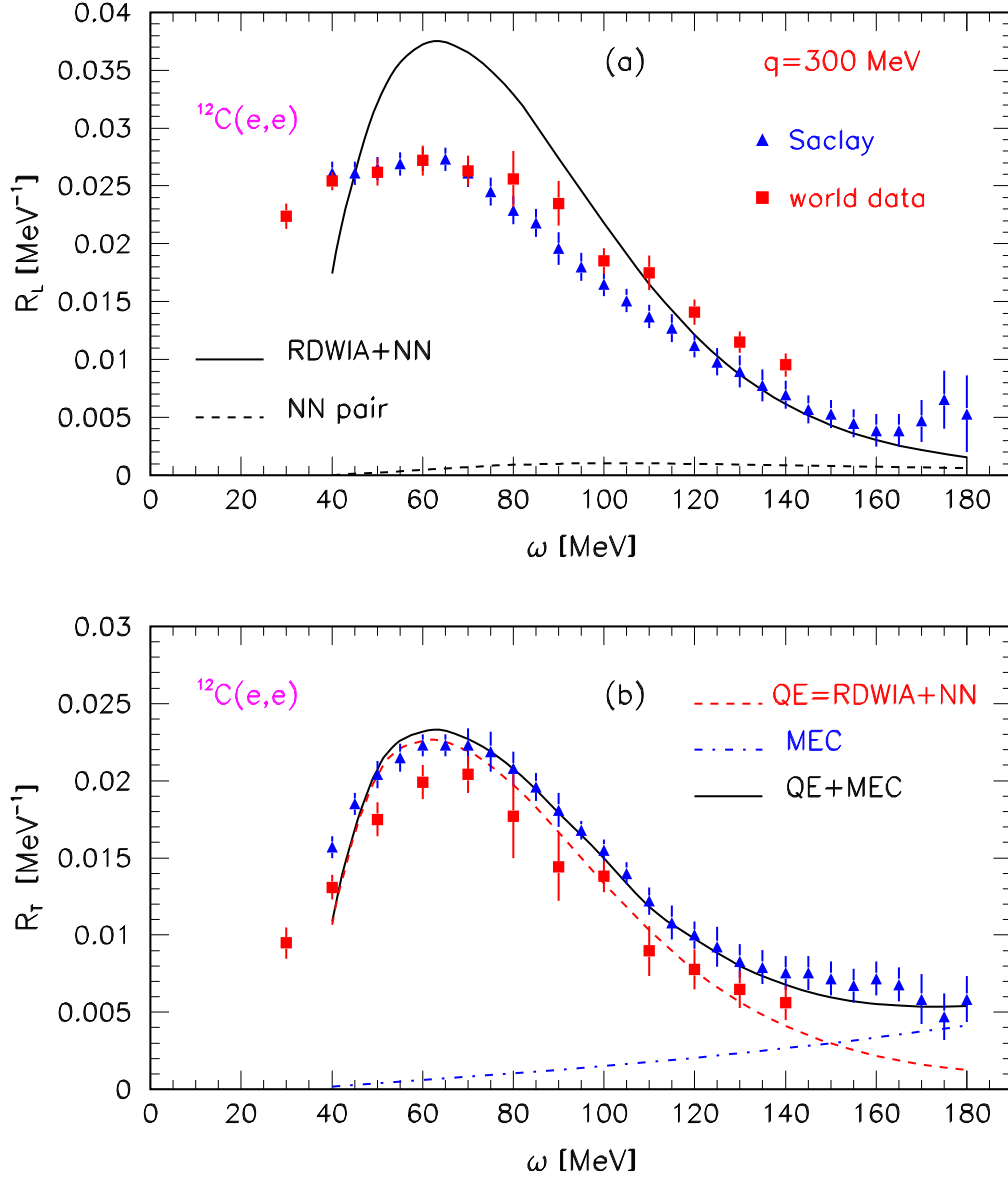 0.04
0.035
0.03
0.025
0.02
0.015
0.01
0.005
0
R_L [MeV⁻¹]
(a)
q=300 MeV
¹²C(e,e)
Saclay
world data
RDWIA+NN
NN pair
0 20 40 60 80 100 120 140 160 180
ω [MeV]
0.03
0.025
0.02
0.015
0.01
0.005
0
R_T [MeV⁻¹]
¹²C(e,e)
(b)
QE=RDWIA+NN
MEC
QE+MEC
0 20 40 60 80 100 120 140 160 180
ω [MeV]